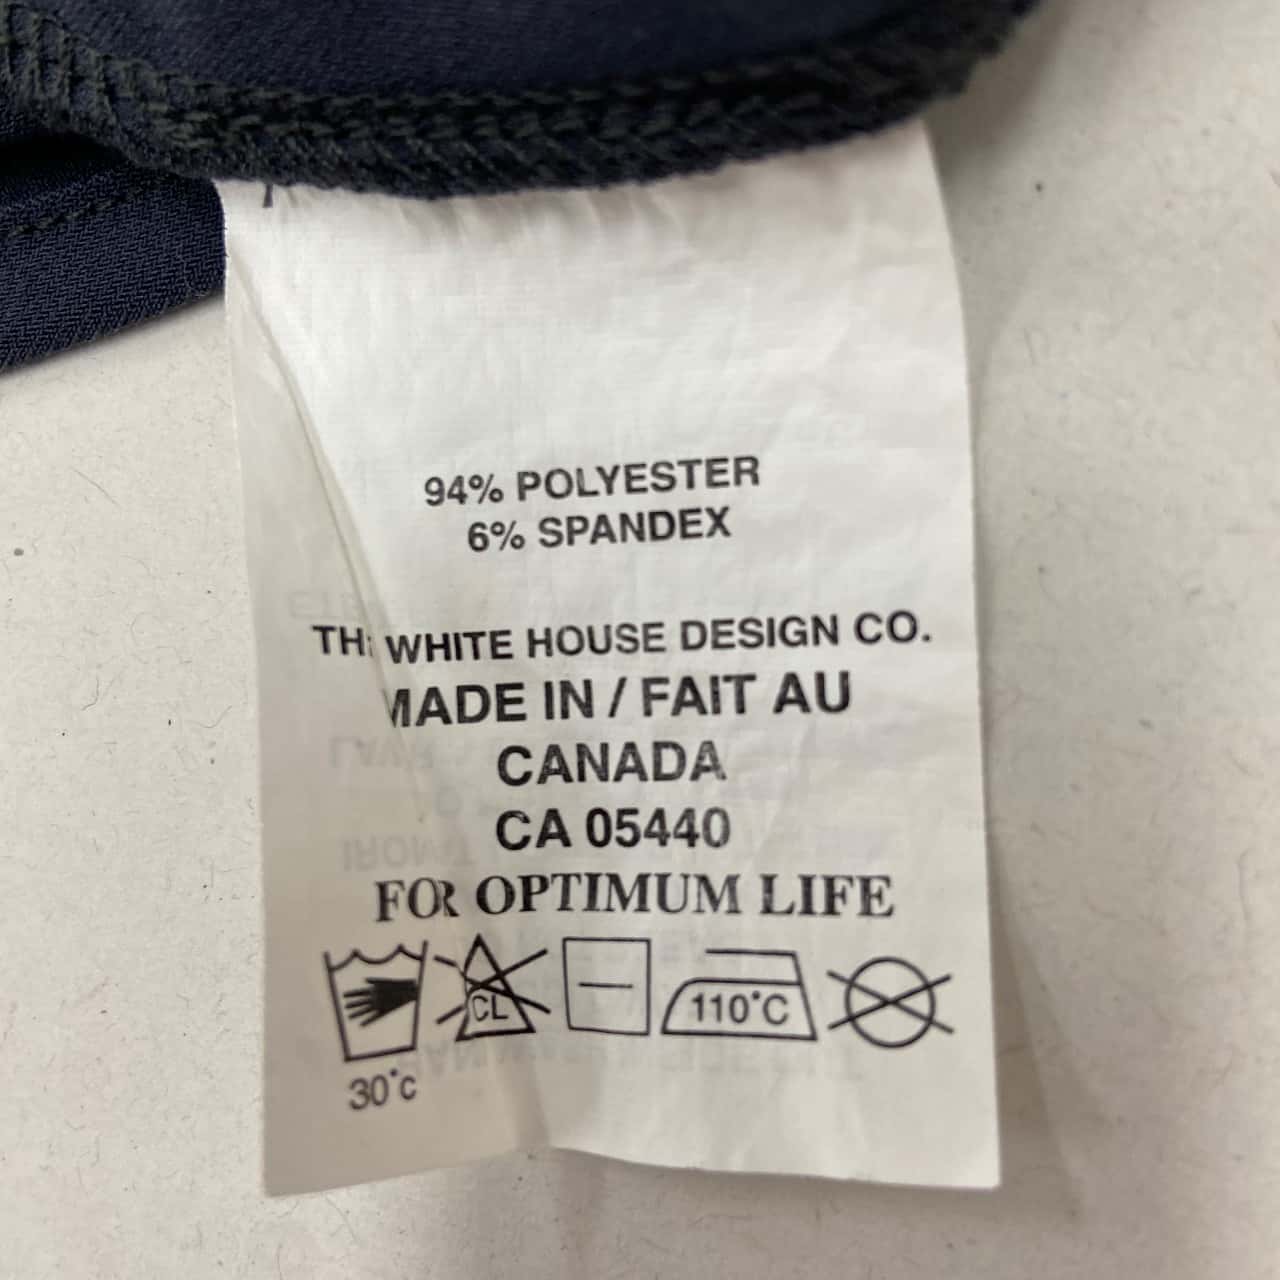 94% POLYESTER
6% SPANDEX
WHITE HOUSE DESIGN CO.
MADE IN / FAIT AU
CANADA
CA 05440
FOR OPTIMUM LIFE
CL 110°C
30°c